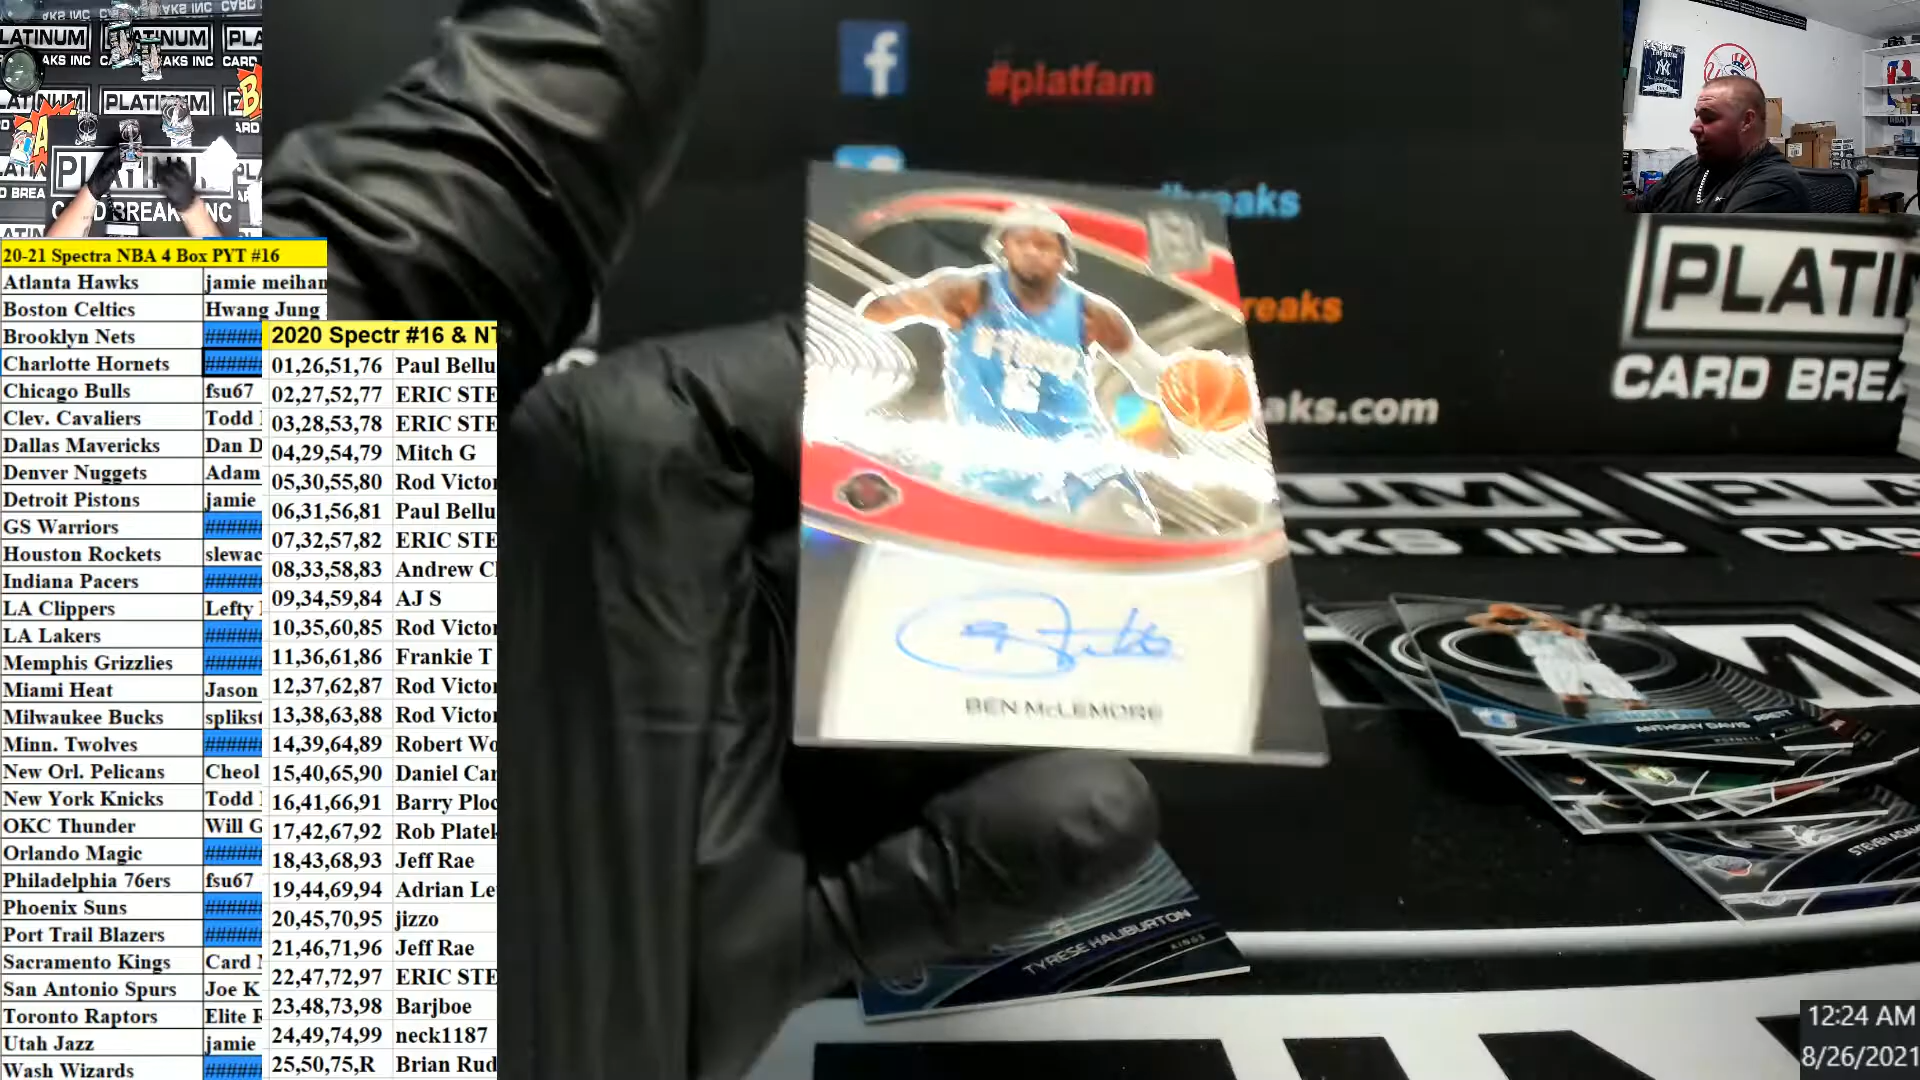 PLATINUM
CARD BREAKS INC
#platfam
breaks
reaks
aks.com
20-21 Spectra NBA 4 Box PYT #16
Atlanta Hawks jamie meihan
Boston Celtics Hwang Jung
Brooklyn Nets ######
Charlotte Hornets ######
Chicago Bulls fsu67
Clev. Cavaliers Todd
Dallas Mavericks Dan D
Denver Nuggets Adam
Detroit Pistons jamie
GS Warriors ######
Houston Rockets slewac
Indiana Pacers ######
LA Clippers Lefty
LA Lakers ######
Memphis Grizzlies ######
Miami Heat Jason
Milwaukee Bucks splikst
Minn. Twolves ######
New Orl. Pelicans Cheol
New York Knicks Todd
OKC Thunder Will G
Orlando Magic ######
Philadelphia 76ers fsu67
Phoenix Suns ######
Port Trail Blazers ######
Sacramento Kings Card
San Antonio Spurs Joe K
Toronto Raptors Elite
Utah Jazz jamie
Wash Wizards ######
2020 Spectr #16 & NT
01,26,51,76 Paul Bellu
02,27,52,77 ERIC STE
03,28,53,78 ERIC STE
04,29,54,79 Mitch G
05,30,55,80 Rod Victor
06,31,56,81 Paul Bellu
07,32,57,82 ERIC STE
08,33,58,83 Andrew Cl
09,34,59,84 AJ S
10,35,60,85 Rod Victor
11,36,61,86 Frankie T
12,37,62,87 Rod Victor
13,38,63,88 Rod Victor
14,39,64,89 Robert Wo
15,40,65,90 Daniel Car
16,41,66,91 Barry Ploc
17,42,67,92 Rob Platek
18,43,68,93 Jeff Rae
19,44,69,94 Adrian Le
20,45,70,95 jizzo
21,46,71,96 Jeff Rae
22,47,72,97 ERIC STE
23,48,73,98 Barjboe
24,49,74,99 neck1187
25,50,75,R Brian Rud
BEN McLEMORE
PLATIN
CARD BREA
ANTHONY DAVIS
STEVEN ADAM
TYRESE HALIBURTON
KINGS
12:24 AM
8/26/2021